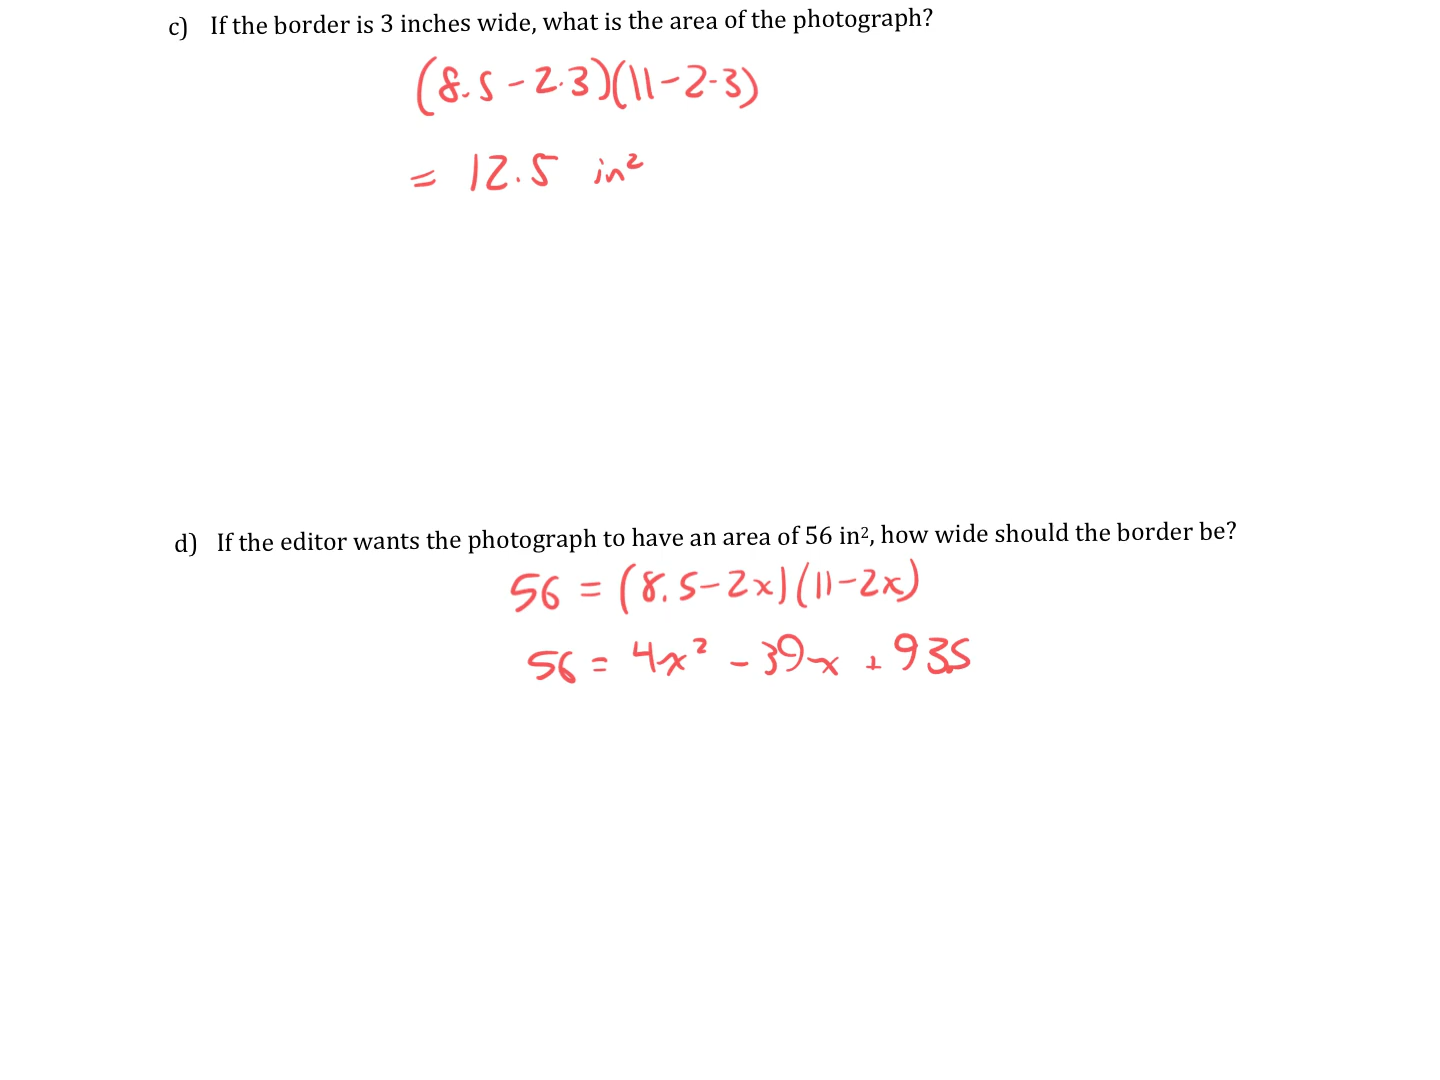 c) If the border is 3 inches wide, what is the area of the photograph?
(8.5-2·3)(11-2·3)
= 12.5 in²
d) If the editor wants the photograph to have an area of 56 in², how wide should the border be?
56 = (8.5-2x)(11-2x)
56 = 4x² - 39x + 93.5